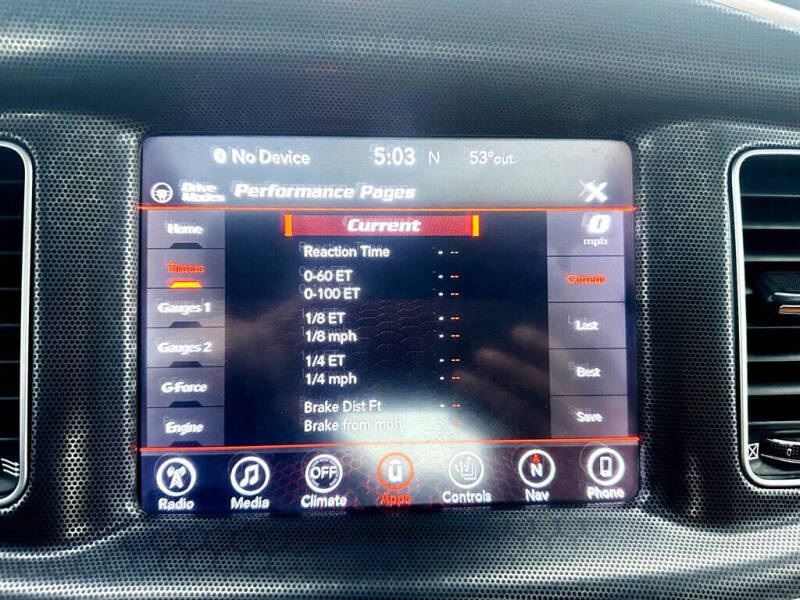 No Device 5:03 N 53°out
Drive Modes Performance Pages X
Home
Times
Gauges 1
Gauges 2
G-Force
Engine
Current
Reaction Time --
0-60 ET --
0-100 ET --
1/8 ET --
1/8 mph --
1/4 ET --
1/4 mph --
Brake Dist Ft --
Brake from mph --
0
mph
Current
Last
Best
Save
OFF N
Radio Media Climate Apps Controls Nav Phone